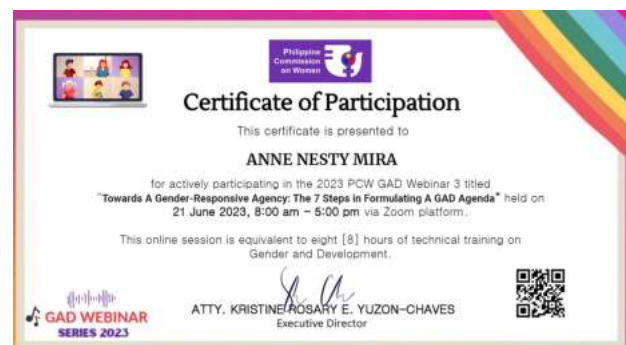 Philippine
Commission
on Women
Certificate of Participation
This certificate is presented to
ANNE NESTY MIRA
for actively participating in the 2023 PCW GAD Webinar 3 titled
"Towards A Gender-Responsive Agency: The 7 Steps in Formulating A GAD Agenda" held on
21 June 2023, 8:00 am - 5:00 pm via Zoom platform.
This online session is equivalent to eight [8] hours of technical training on
Gender and Development.
ATTY. KRISTINE ROSARY E. YUZON-CHAVES
Executive Director
GAD WEBINAR
SERIES 2023